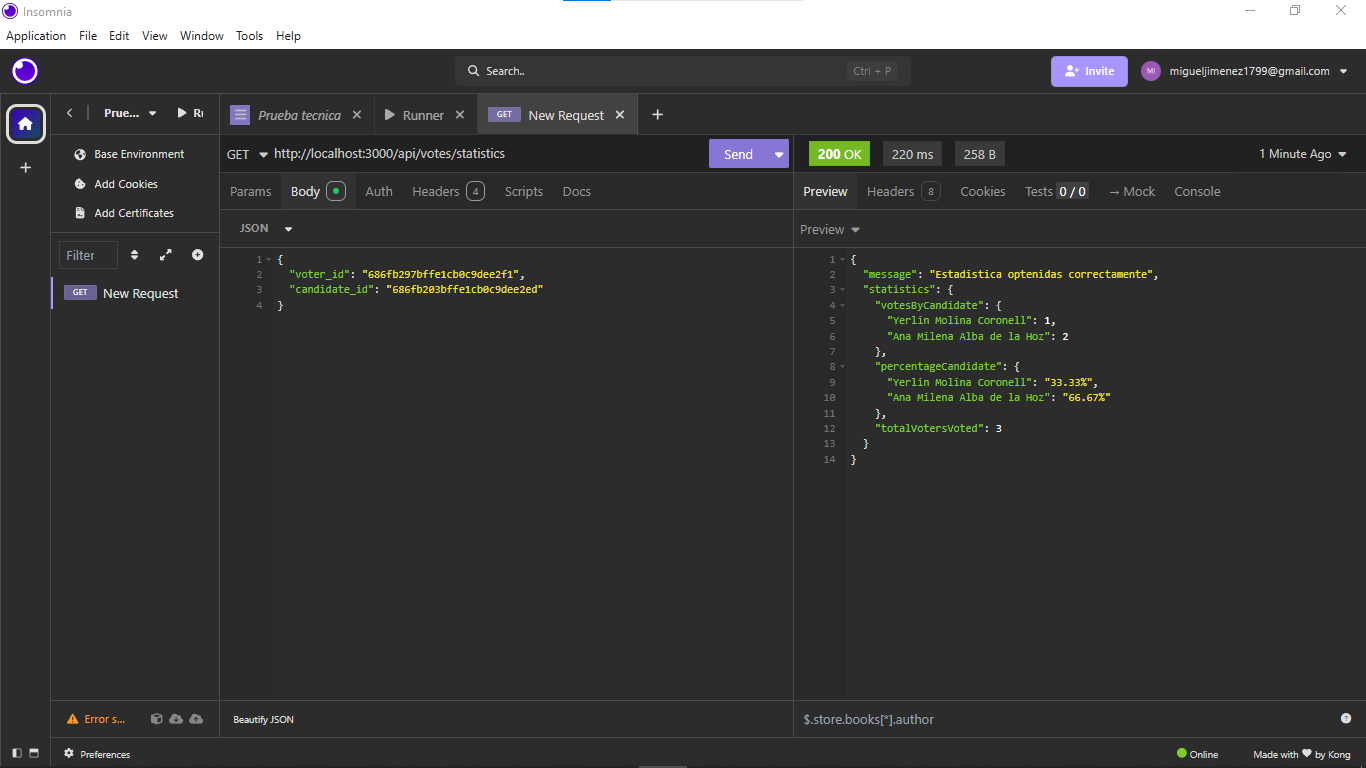 Insomnia
Application File Edit View Window Tools Help
Search.. Ctrl + P
Invite
MI migueljimenez1799@gmail.com
Prue... Ru
Prueba tecnica
Runner
GET New Request
GET http://localhost:3000/api/votes/statistics Send
200 OK 220 ms 258 B 1 Minute Ago
Base Environment
Add Cookies
Add Certificates
Filter
GET New Request
Params Body Auth Headers 4 Scripts Docs
JSON
1 {
2 "voter_id": "686fb297bffe1cb0c9dee2f1",
3 "candidate_id": "686fb203bffe1cb0c9dee2ed"
4 }
Preview Headers 8 Cookies Tests 0 / 0 → Mock Console
Preview
1 {
2 "message": "Estadistica optenidas correctamente",
3 "statistics": {
4 "votesByCandidate": {
5 "Yerlin Molina Coronell": 1,
6 "Ana Milena Alba de la Hoz": 2
7 },
8 "percentageCandidate": {
9 "Yerlin Molina Coronell": "33.33%",
10 "Ana Milena Alba de la Hoz": "66.67%"
11 },
12 "totalVotersVoted": 3
13 }
14 }
Error s...
Beautify JSON
$.store.books[*].author
Preferences
Online
Made with ♥ by Kong